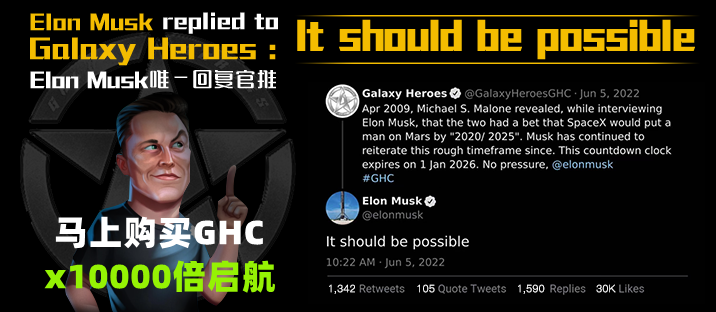 Elon Musk replied to
Galaxy Heroes :
Elon Musk唯一回复官推
马上购买GHC
x10000倍启航
It should be possible
Galaxy Heroes @GalaxyHeroesGHC · Jun 5, 2022
Apr 2009, Michael S. Malone revealed, while interviewing
Elon Musk, that the two had a bet that SpaceX would put a
man on Mars by "2020/ 2025". Musk has continued to
reiterate this rough timeframe since. This countdown clock
expires on 1 Jan 2026. No pressure, @elonmusk
#GHC
Elon Musk
@elonmusk
It should be possible
10:22 AM · Jun 5, 2022
1,342 Retweets 105 Quote Tweets 1,590 Replies 30K Likes